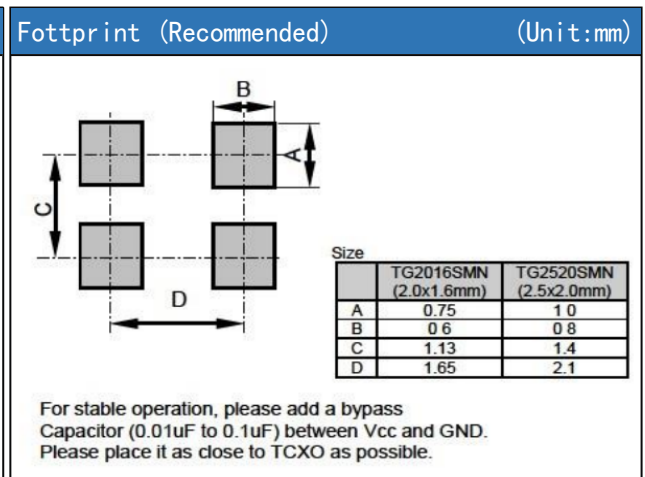 Fottprint (Recommended) (Unit:mm)
B
A
C
D
Size
TG2016SMN TG2520SMN
(2.0x1.6mm) (2.5x2.0mm)
A 0.75 1 0
B 0 6 0 8
C 1.13 1.4
D 1.65 2.1
For stable operation, please add a bypass
Capacitor (0.01uF to 0.1uF) between Vcc and GND.
Please place it as close to TCXO as possible.